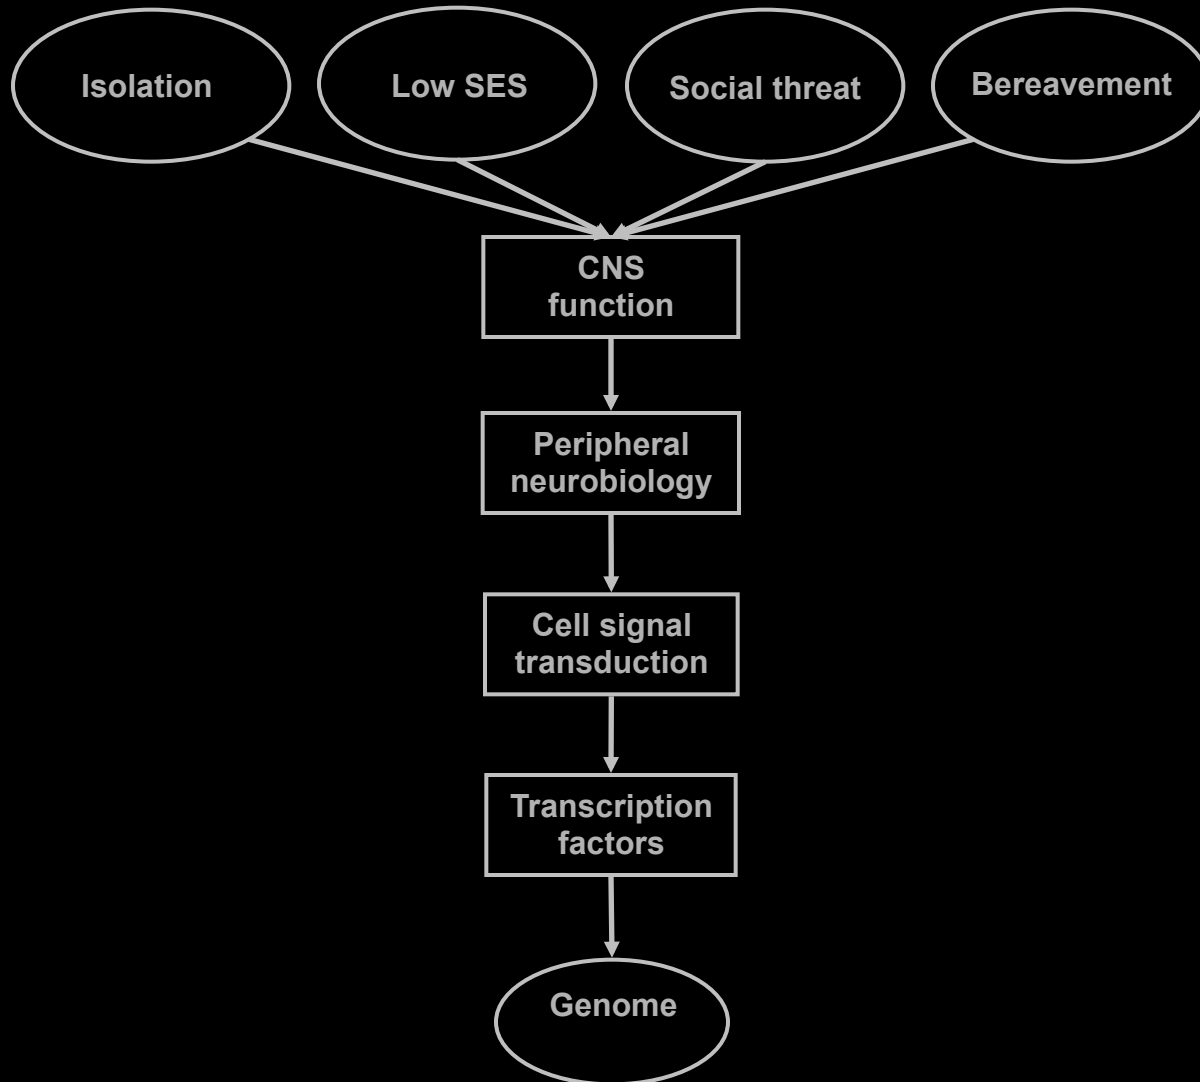 Isolation
Low SES
Social threat
Bereavement
CNS
function
Peripheral
neurobiology
Cell signal
transduction
Transcription
factors
Genome